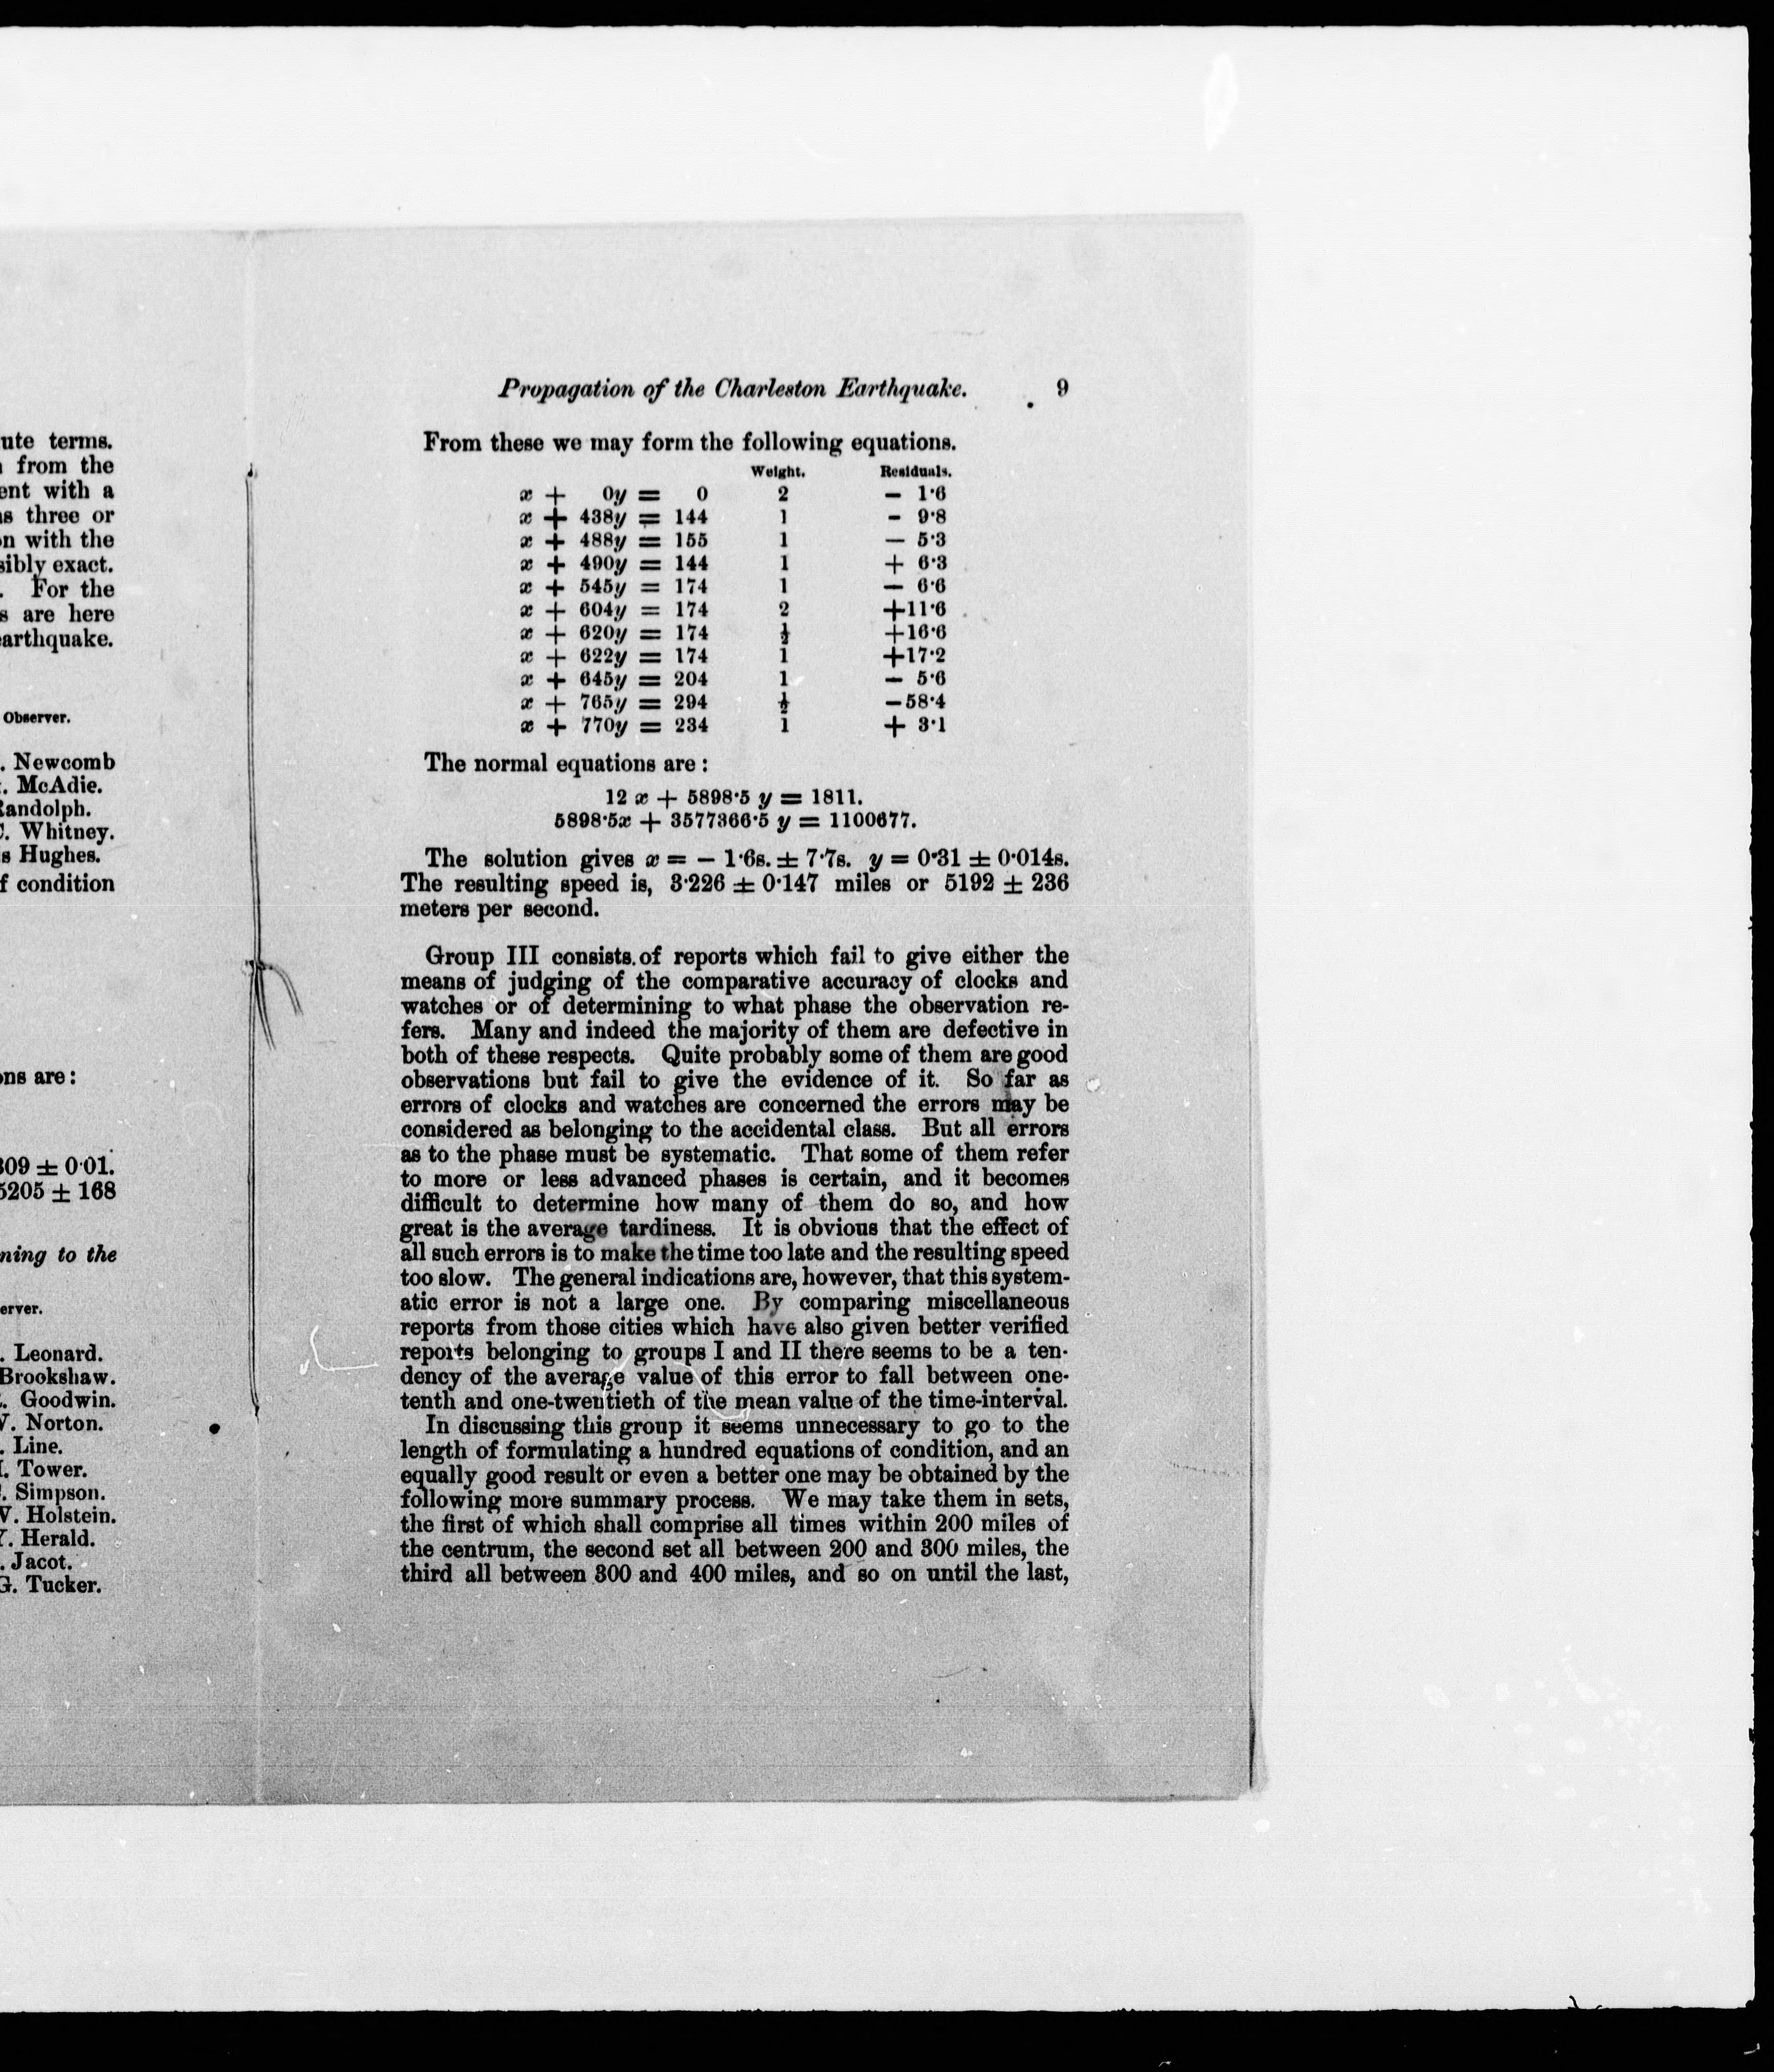 ute terms.
from the
ent with a
as three or
on with the
sibly exact.
. For the
s are here
earthquake.
Observer.
. Newcomb
. McAdie.
Randolph.
C. Whitney.
s Hughes.
f condition
ons are:
309 ± 0·01.
5205 ± 168
ning to the
erver.
. Leonard.
Brookshaw.
. Goodwin.
W. Norton.
. Line.
. Tower.
. Simpson.
W. Holstein.
Y. Herald.
. Jacot.
G. Tucker.
Propagation of the Charleston Earthquake. 9
From these we may form the following equations.
Weight. Residuals.
x + 0y = 0 2 − 1·6
x + 438y = 144 1 − 9·8
x + 488y = 155 1 − 5·3
x + 490y = 144 1 + 6·3
x + 545y = 174 1 − 6·6
x + 604y = 174 2 +11·6
x + 620y = 174 ½ +16·6
x + 622y = 174 1 +17·2
x + 645y = 204 1 − 5·6
x + 765y = 294 ½ −58·4
x + 770y = 234 1 + 3·1
The normal equations are:
12 x + 5898·5 y = 1811.
5898·5x + 3577366·5 y = 1100677.
The solution gives x = − 1·6s. ± 7·7s. y = 0·31 ± 0·014s.
The resulting speed is, 3·226 ± 0·147 miles or 5192 ± 236
meters per second.
Group III consists of reports which fail to give either the
means of judging of the comparative accuracy of clocks and
watches or of determining to what phase the observation re-
fers. Many and indeed the majority of them are defective in
both of these respects. Quite probably some of them are good
observations but fail to give the evidence of it. So far as
errors of clocks and watches are concerned the errors may be
considered as belonging to the accidental class. But all errors
as to the phase must be systematic. That some of them refer
to more or less advanced phases is certain, and it becomes
difficult to determine how many of them do so, and how
great is the average tardiness. It is obvious that the effect of
all such errors is to make the time too late and the resulting speed
too slow. The general indications are, however, that this system-
atic error is not a large one. By comparing miscellaneous
reports from those cities which have also given better verified
reports belonging to groups I and II there seems to be a ten-
dency of the average value of this error to fall between one-
tenth and one-twentieth of the mean value of the time-interval.
In discussing this group it seems unnecessary to go to the
length of formulating a hundred equations of condition, and an
equally good result or even a better one may be obtained by the
following more summary process. We may take them in sets,
the first of which shall comprise all times within 200 miles of
the centrum, the second set all between 200 and 300 miles, the
third all between 300 and 400 miles, and so on until the last,